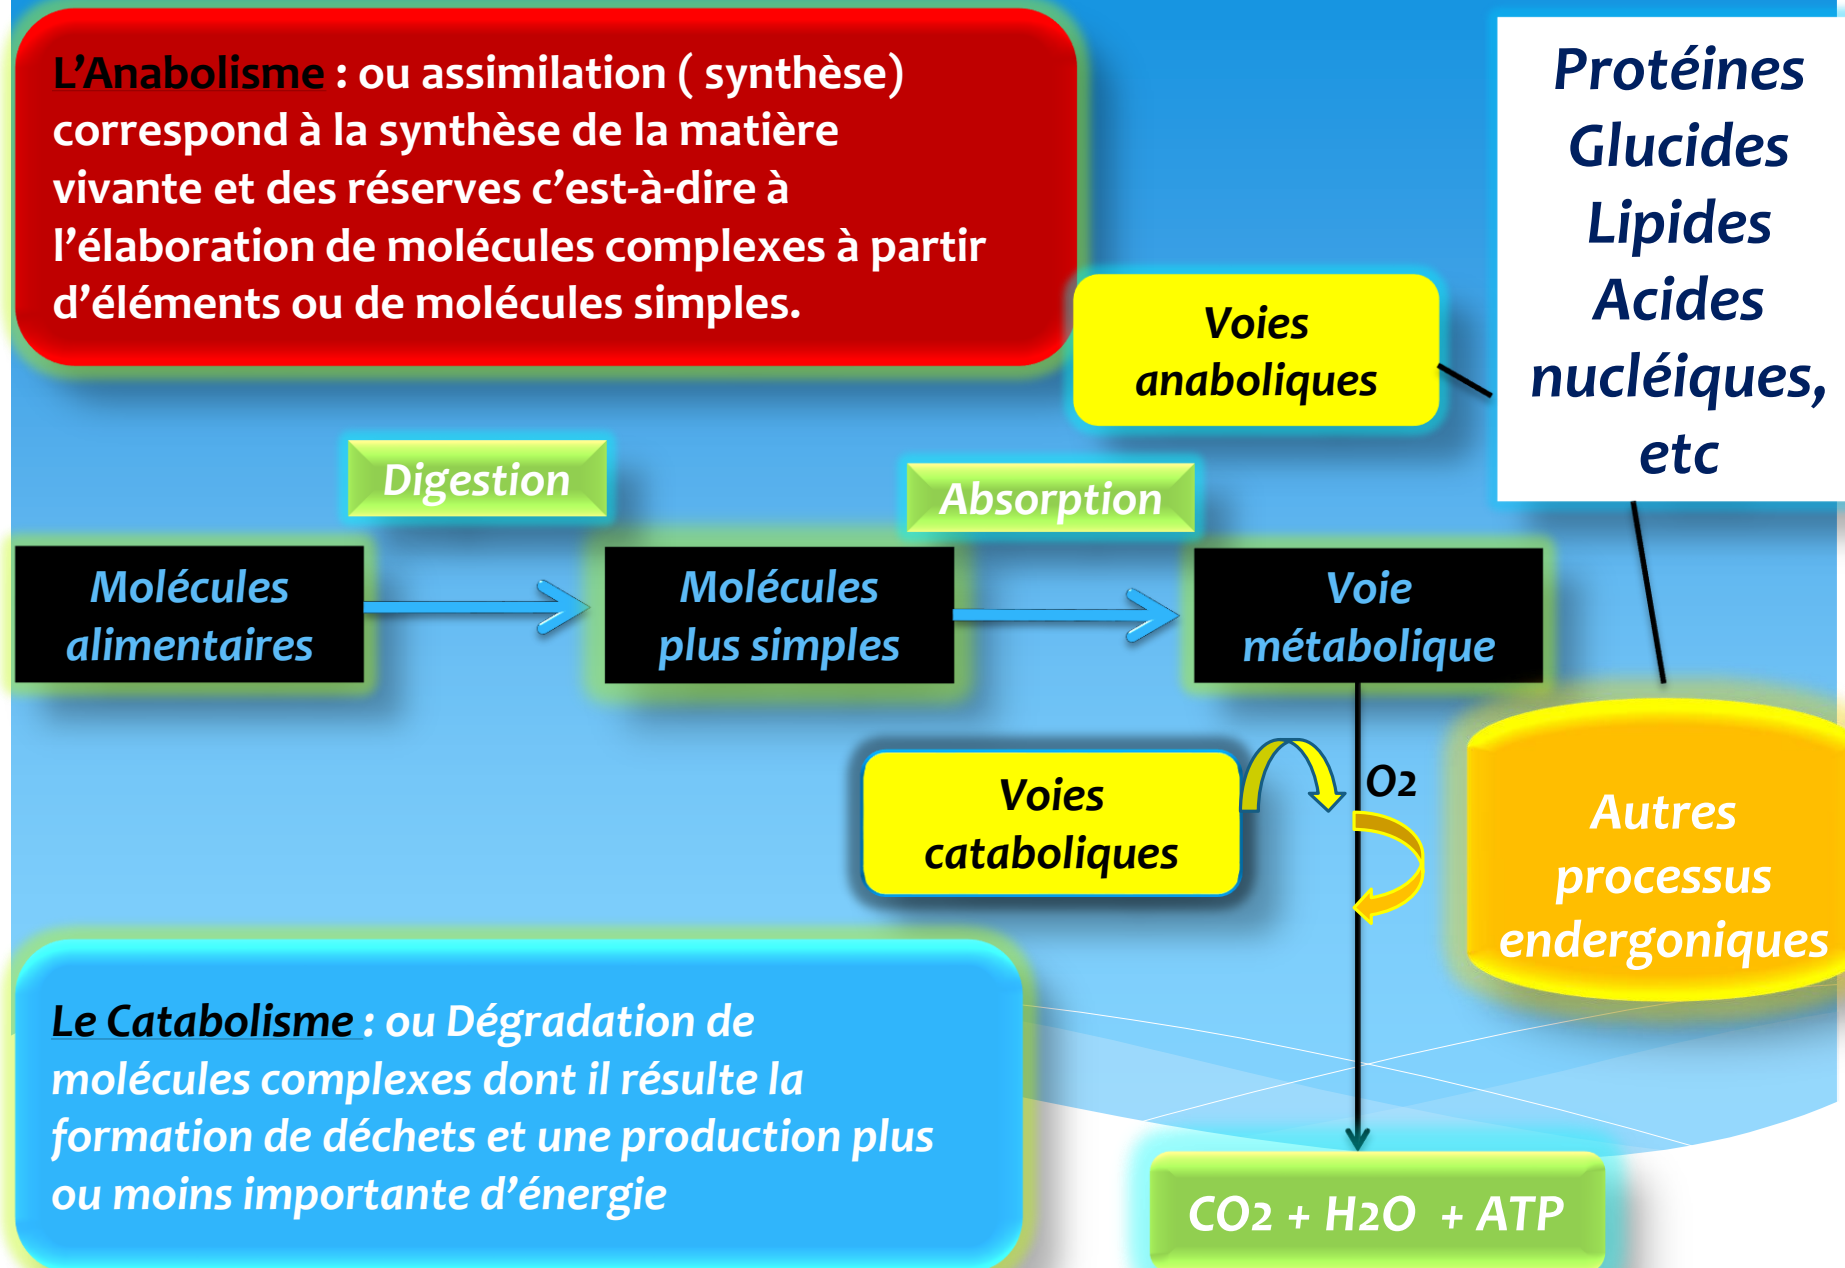 L’Anabolisme : ou assimilation ( synthèse)
correspond à la synthèse de la matière
vivante et des réserves c’est-à-dire à
l’élaboration de molécules complexes à partir
d’éléments ou de molécules simples.
Protéines
Glucides
Lipides
Acides
nucléiques,
etc
Voies
anaboliques
Digestion
Absorption
Molécules
alimentaires
Molécules
plus simples
Voie
métabolique
Voies
cataboliques
O2
Autres
processus
endergoniques
Le Catabolisme : ou Dégradation de
molécules complexes dont il résulte la
formation de déchets et une production plus
ou moins importante d’énergie
CO2 + H2O + ATP